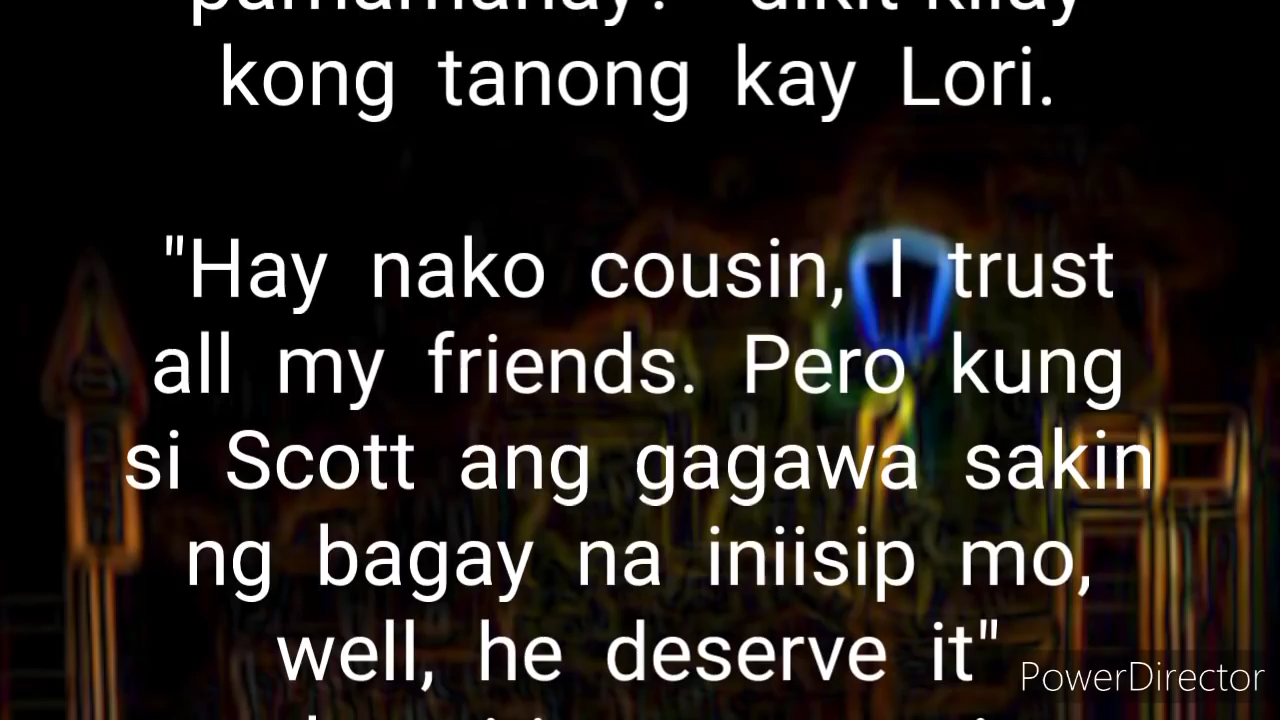 kong tanong kay Lori.
"Hay nako cousin, I trust
all my friends. Pero kung
si Scott ang gagawa sakin
ng bagay na iniisip mo,
well, he deserve it"
PowerDirector